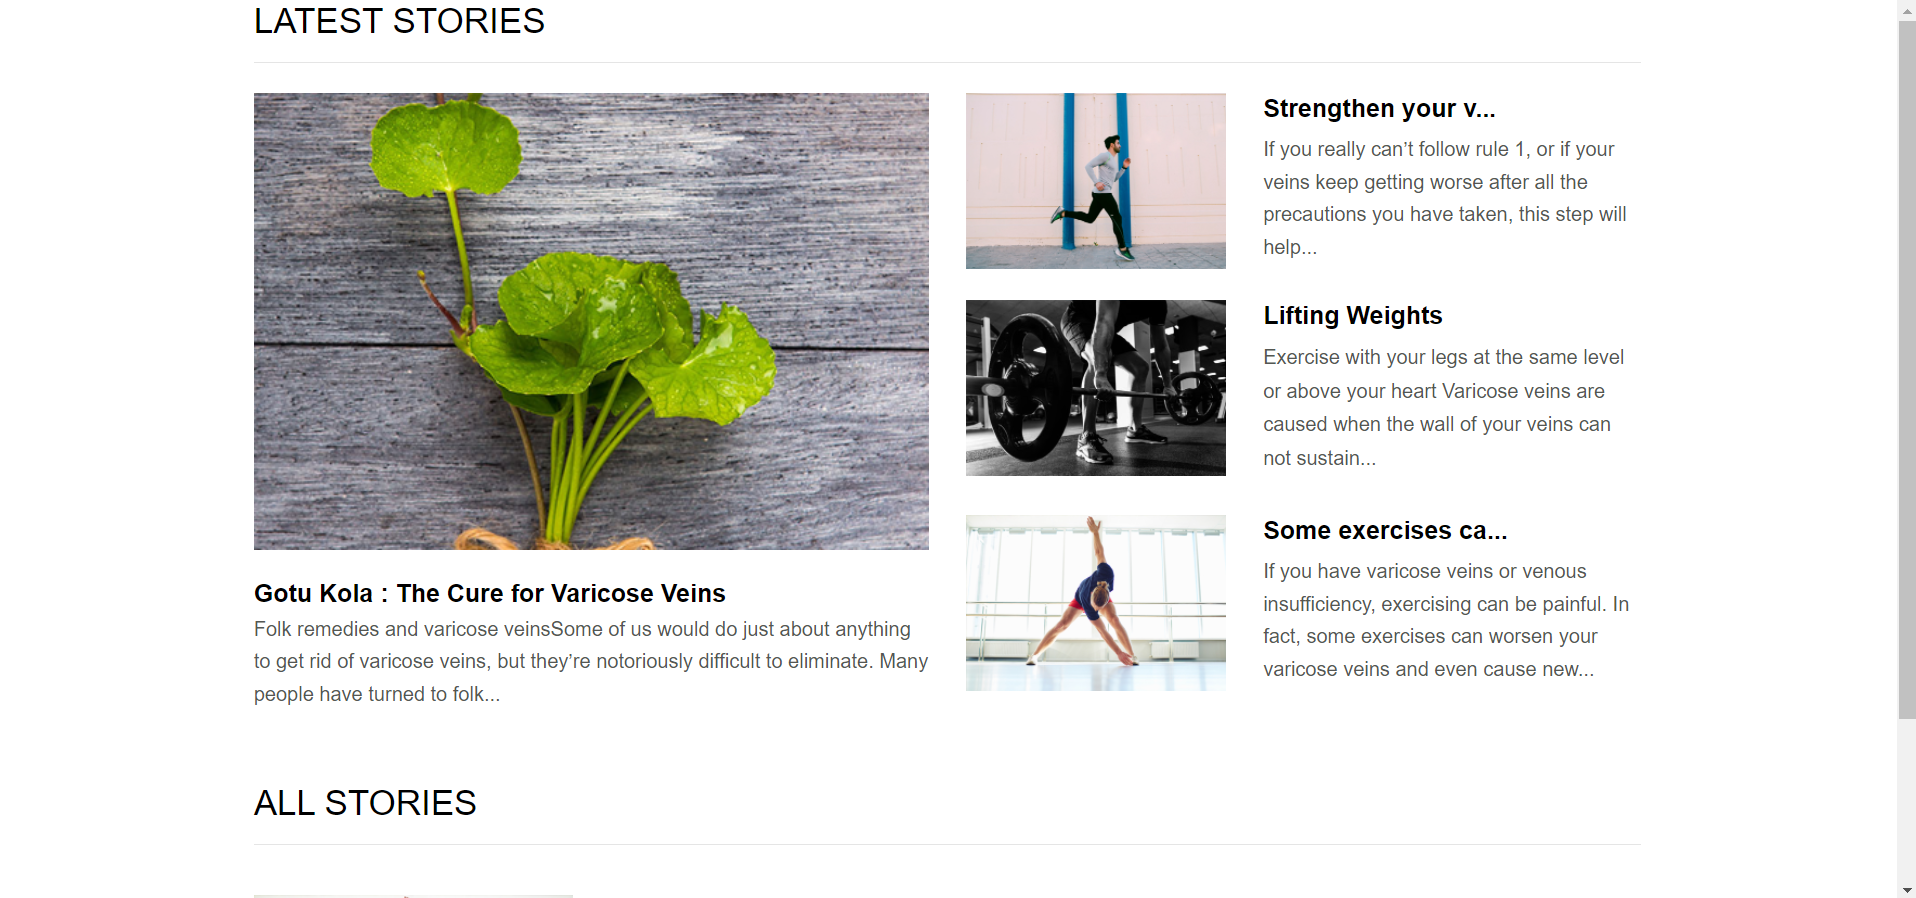 LATEST STORIES
Gotu Kola : The Cure for Varicose Veins
Folk remedies and varicose veinsSome of us would do just about anything
to get rid of varicose veins, but they’re notoriously difficult to eliminate. Many
people have turned to folk...
Strengthen your v...
If you really can’t follow rule 1, or if your
veins keep getting worse after all the
precautions you have taken, this step will
help...
Lifting Weights
Exercise with your legs at the same level
or above your heart Varicose veins are
caused when the wall of your veins can
not sustain...
Some exercises ca...
If you have varicose veins or venous
insufficiency, exercising can be painful. In
fact, some exercises can worsen your
varicose veins and even cause new...
ALL STORIES